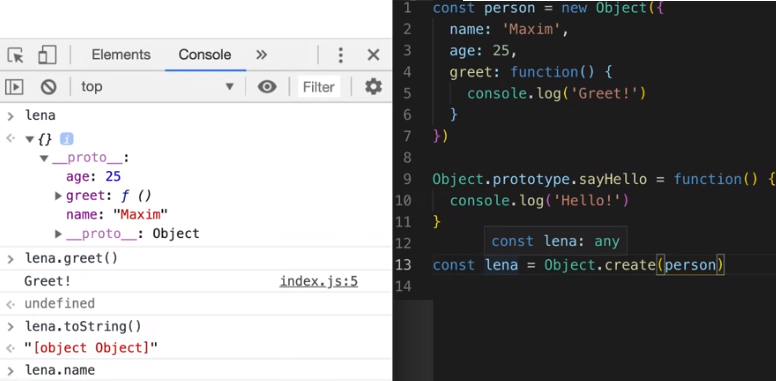 Elements Console »
top Filter
> lena
{} i
__proto__:
age: 25
greet: ƒ ()
name: "Maxim"
__proto__: Object
> lena.greet()
Greet! index.js:5
undefined
> lena.toString()
"[object Object]"
> lena.name
1 const person = new Object({
2 name: 'Maxim',
3 age: 25,
4 greet: function() {
5 console.log('Greet!')
6 }
7 })
8
9 Object.prototype.sayHello = function() {
10 console.log('Hello!')
11 }
12 const lena: any
13 const lena = Object.create(person)
14